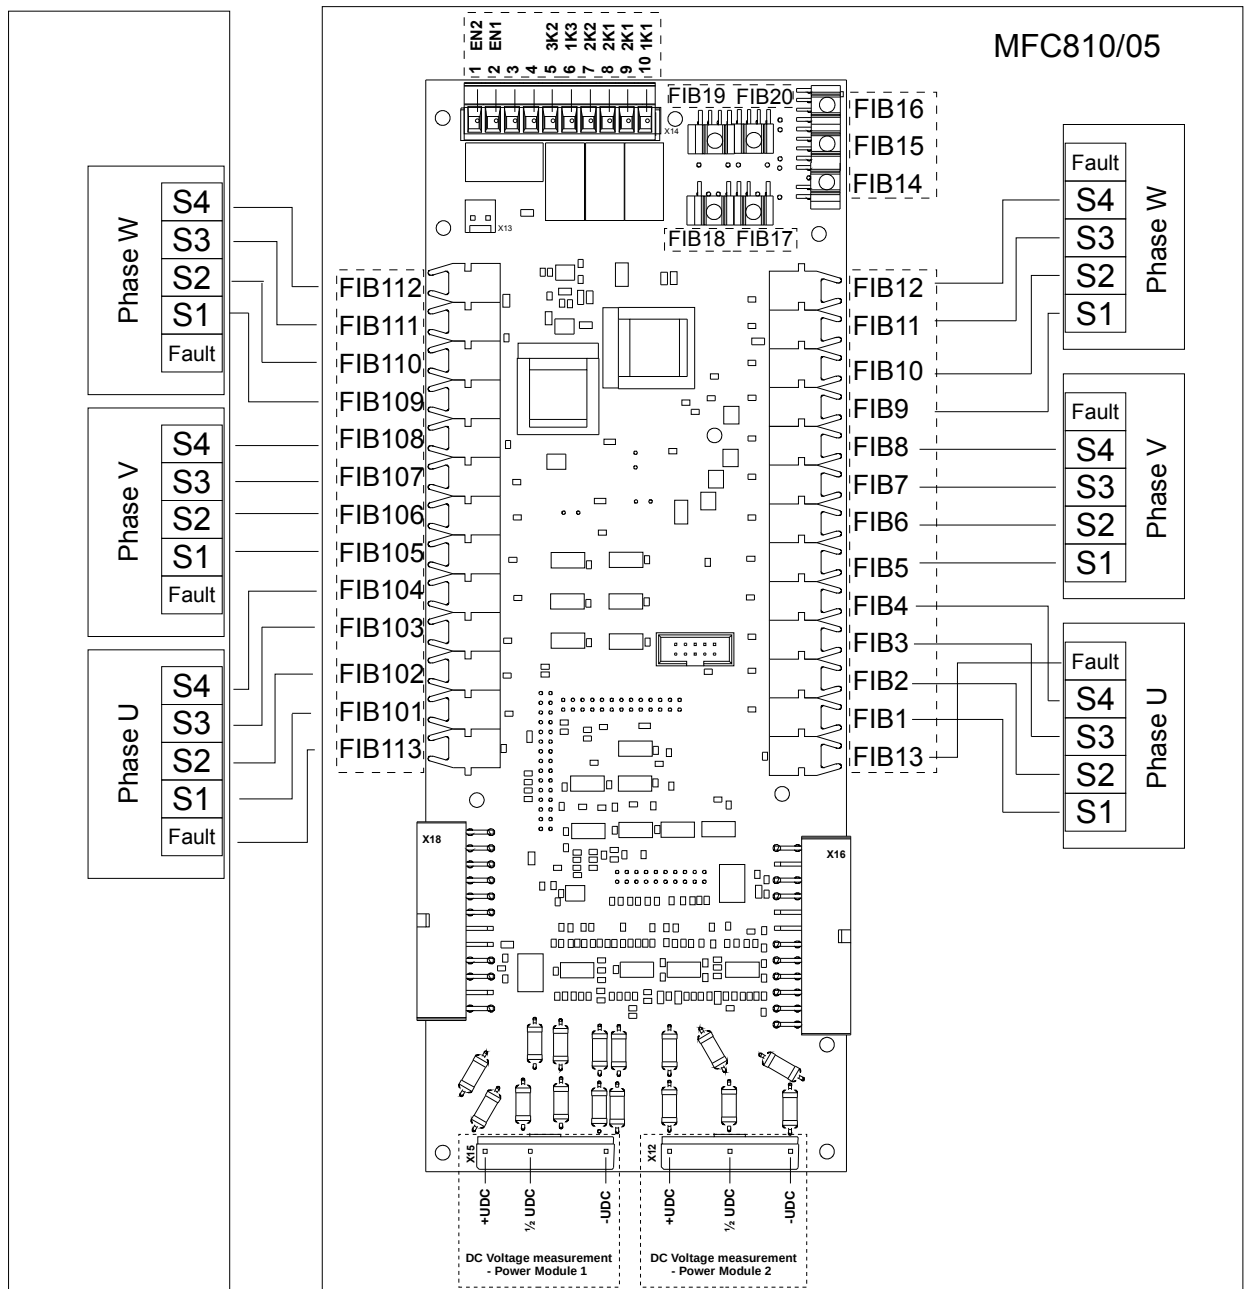 MFC810/05
1 EN2
2 EN1
3
4
5 3K2
6 1K3
7 2K2
8 2K1
9 2K1
10 1K1
X14
X13
FIB19 FIB20
FIB18 FIB17
FIB16
FIB15
FIB14
Phase W
S4
S3
S2
S1
Fault
Phase V
S4
S3
S2
S1
Fault
Phase U
S4
S3
S2
S1
Fault
FIB112
FIB111
FIB110
FIB109
FIB108
FIB107
FIB106
FIB105
FIB104
FIB103
FIB102
FIB101
FIB113
FIB12
FIB11
FIB10
FIB9
FIB8
FIB7
FIB6
FIB5
FIB4
FIB3
FIB2
FIB1
FIB13
Fault
S4
S3
S2
S1
Phase W
Fault
S4
S3
S2
S1
Phase V
Fault
S4
S3
S2
S1
Phase U
X18
X16
X15
X12
+UDC
½ UDC
-UDC
DC Voltage measurement
- Power Module 1
+UDC
½ UDC
-UDC
DC Voltage measurement
- Power Module 2